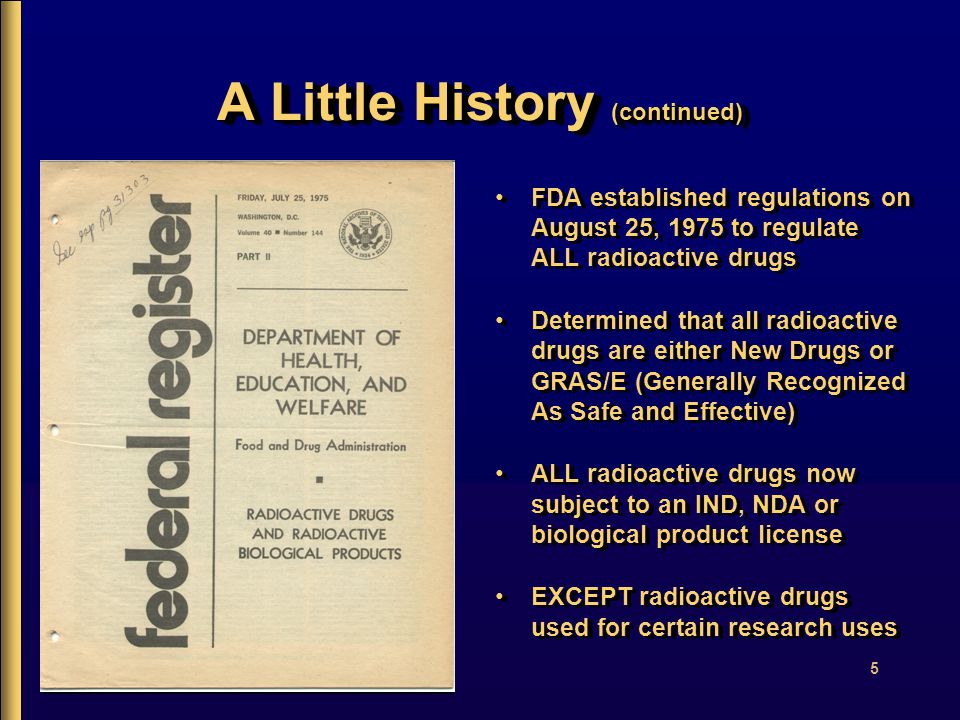 A Little History (continued)
See esp pg 31303
FRIDAY, JULY 25, 1975
WASHINGTON, D.C.
Volume 40 ■ Number 144
PART II
federal register
DEPARTMENT OF
HEALTH,
EDUCATION, AND
WELFARE
Food and Drug Administration
■
RADIOACTIVE DRUGS
AND RADIOACTIVE
BIOLOGICAL PRODUCTS
• FDA established regulations on
August 25, 1975 to regulate
ALL radioactive drugs
• Determined that all radioactive
drugs are either New Drugs or
GRAS/E (Generally Recognized
As Safe and Effective)
• ALL radioactive drugs now
subject to an IND, NDA or
biological product license
• EXCEPT radioactive drugs
used for certain research uses
5